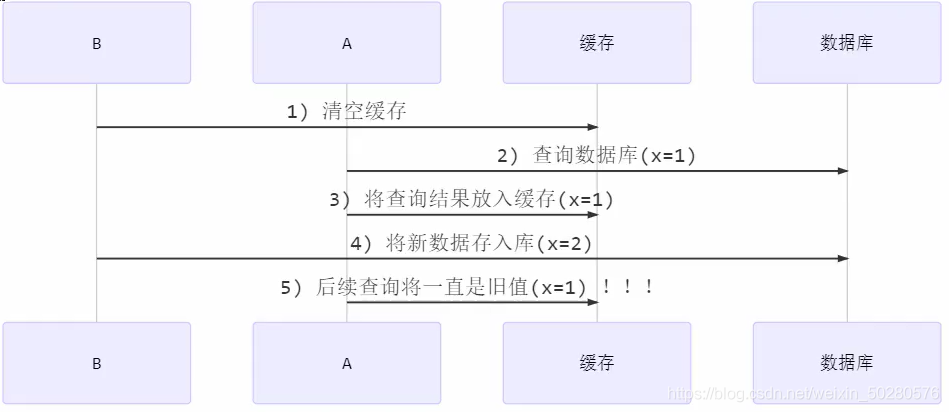 B A 缓存 数据库
1) 清空缓存
2) 查询数据库(x=1)
3) 将查询结果放入缓存(x=1)
4) 将新数据存入库(x=2)
5) 后续查询将一直是旧值(x=1) ！！！
B A 缓存 数据库
https://blog.csdn.net/weixin_50280576